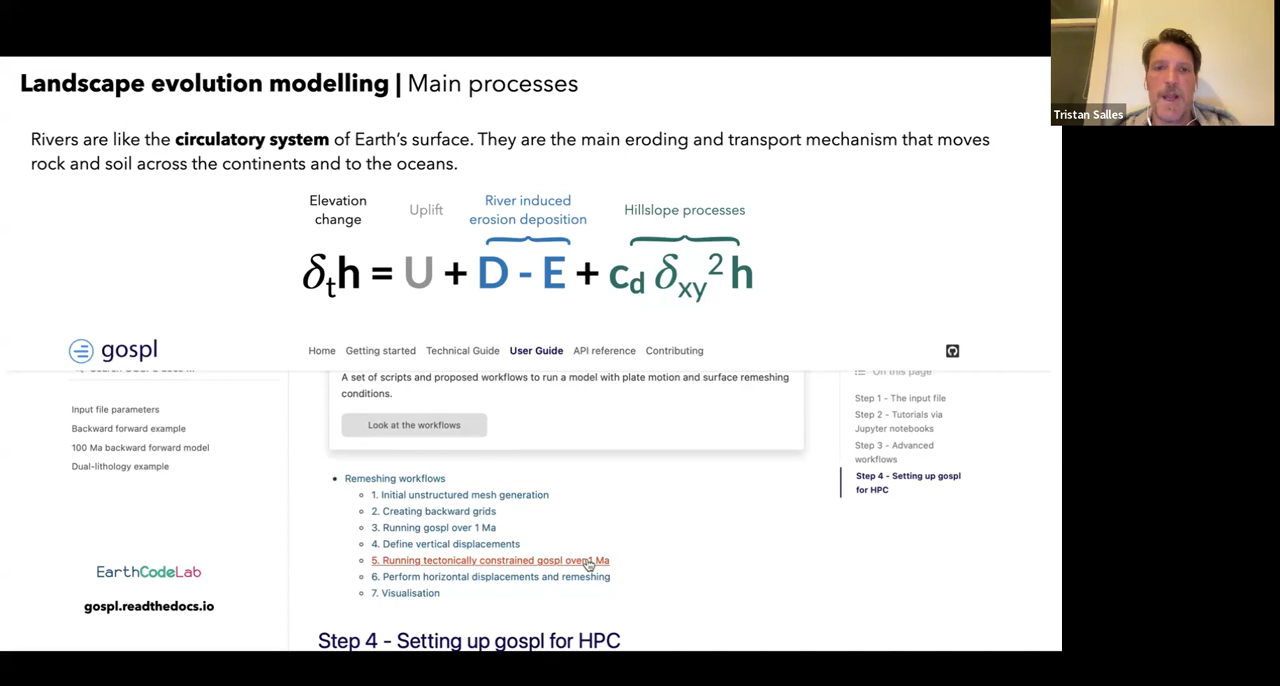 Landscape evolution modelling | Main processes
Tristan Salles
Rivers are like the circulatory system of Earth's surface. They are the main eroding and transport mechanism that moves
rock and soil across the continents and to the oceans.
Elevation
change
Uplift
River induced
erosion deposition
Hillslope processes
δth = U + D - E + cd δxy²h
gospl
Home Getting started Technical Guide User Guide API reference Contributing
On this page
A set of scripts and proposed workflows to run a model with plate motion and surface remeshing
conditions.
Look at the workflows
Input file parameters
Backward forward example
100 Ma backward forward model
Dual-lithology example
Step 1 - The input file
Step 2 - Tutorials via
Jupyter notebooks
Step 3 - Advanced
workflows
Step 4 - Setting up gospl
for HPC
Remeshing workflows
1. Initial unstructured mesh generation
2. Creating backward grids
3. Running gospl over 1 Ma
4. Define vertical displacements
5. Running tectonically constrained gospl over 1 Ma
6. Perform horizontal displacements and remeshing
7. Visualisation
EarthCodeLab
gospl.readthedocs.io
Step 4 - Setting up gospl for HPC